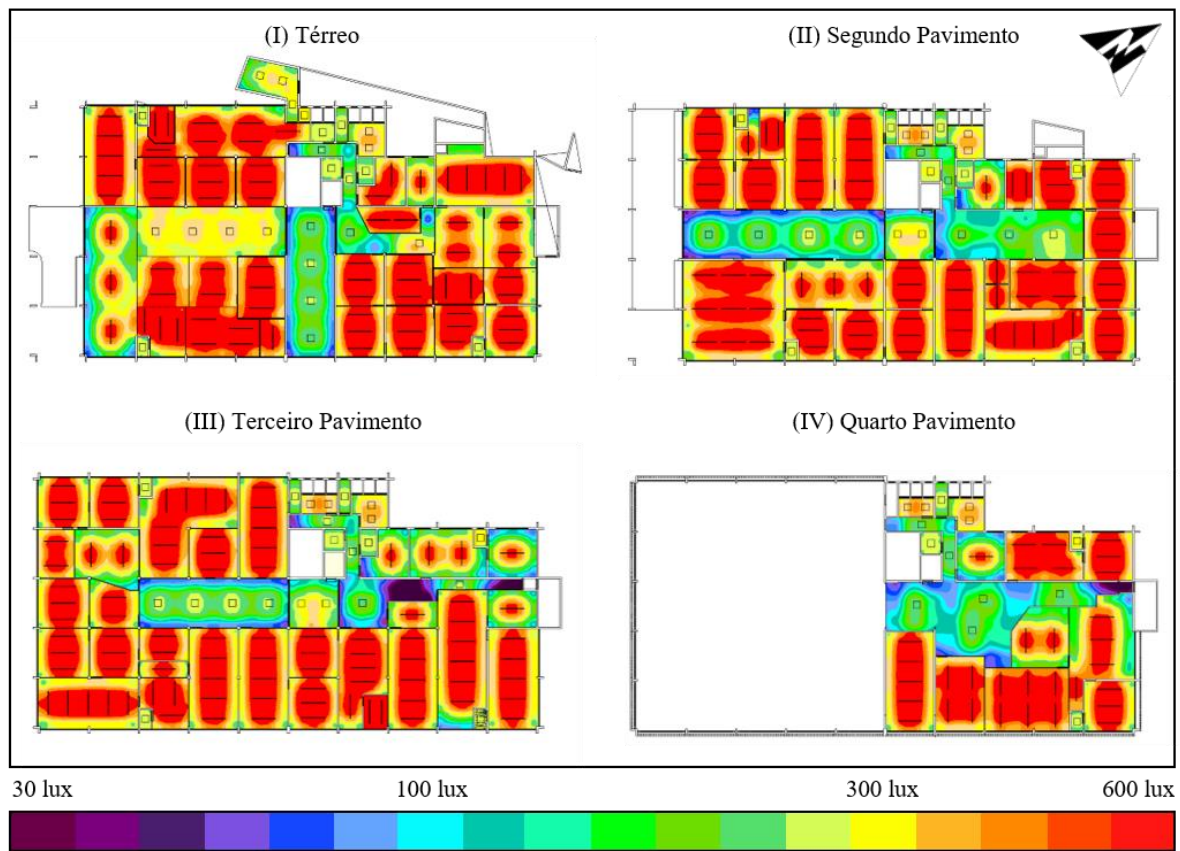 (I) Térreo
(II) Segundo Pavimento
(III) Terceiro Pavimento
(IV) Quarto Pavimento
30 lux
100 lux
300 lux
600 lux